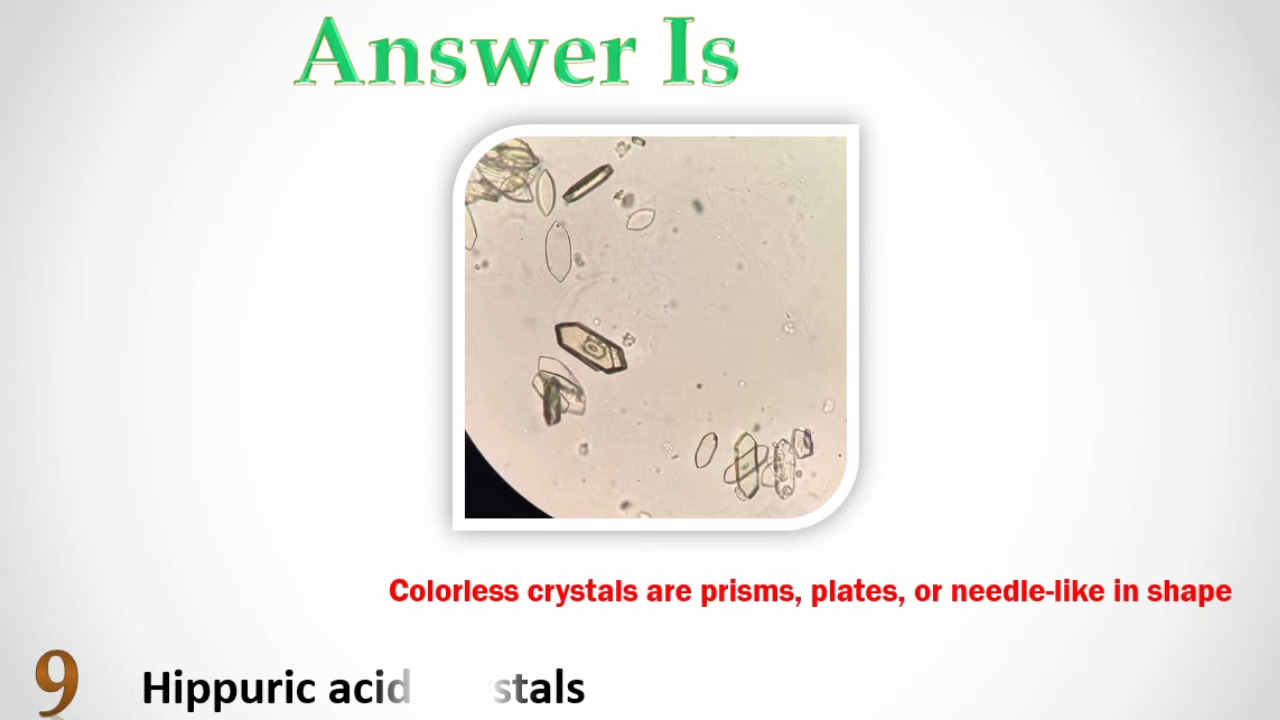 Answer Is
Colorless crystals are prisms, plates, or needle-like in shape
9 Hippuric acid stals